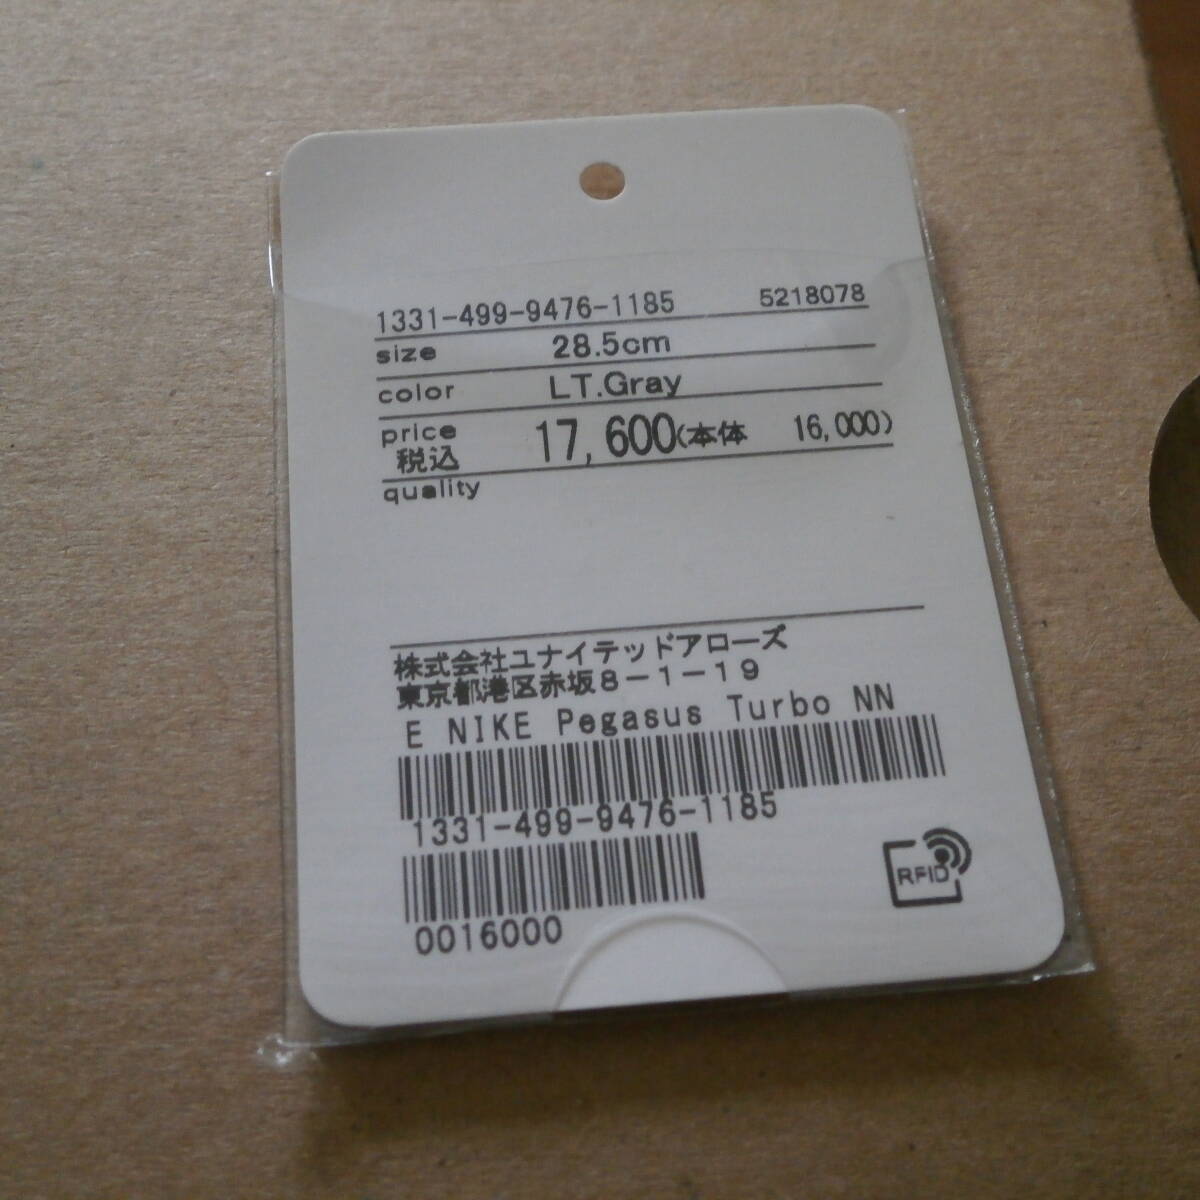 1331-499-9476-1185 5218078
size 28.5cm
color LT.Gray
price 税込 17,600(本体 16,000)
quality
株式会社ユナイテッドアローズ
東京都港区赤坂8-1-19
E NIKE Pegasus Turbo NN
1331-499-9476-1185
RFID
0016000